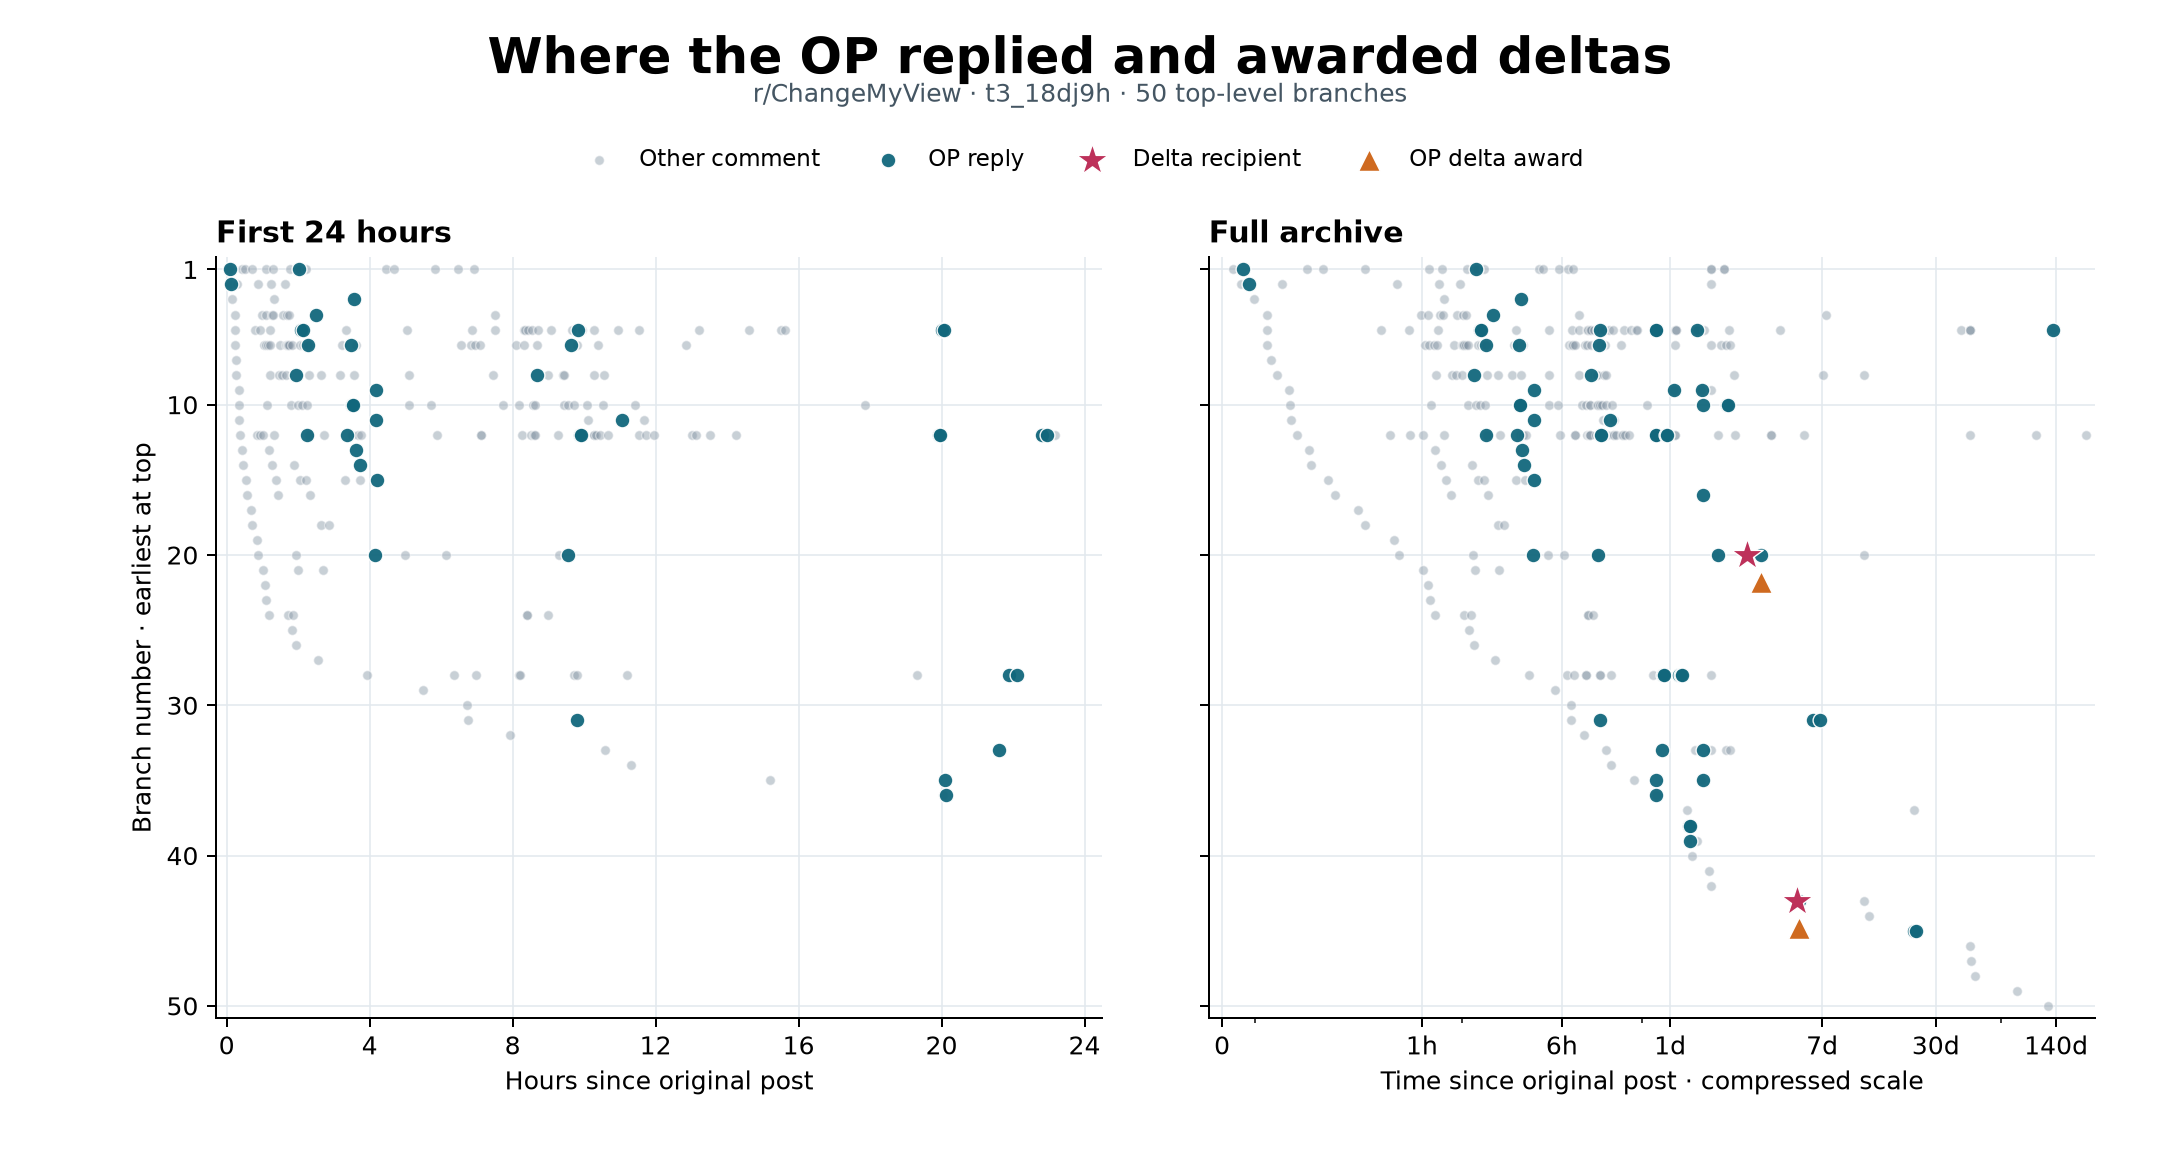 Where the OP replied and awarded deltas
r/ChangeMyView · t3_18dj9h · 50 top-level branches
Other comment OP reply Delta recipient OP delta award
First 24 hours
Full archive
Branch number · earliest at top
1
10
20
30
40
50
0 4 8 12 16 20 24
Hours since original post
0 1h 6h 1d 7d 30d 140d
Time since original post · compressed scale